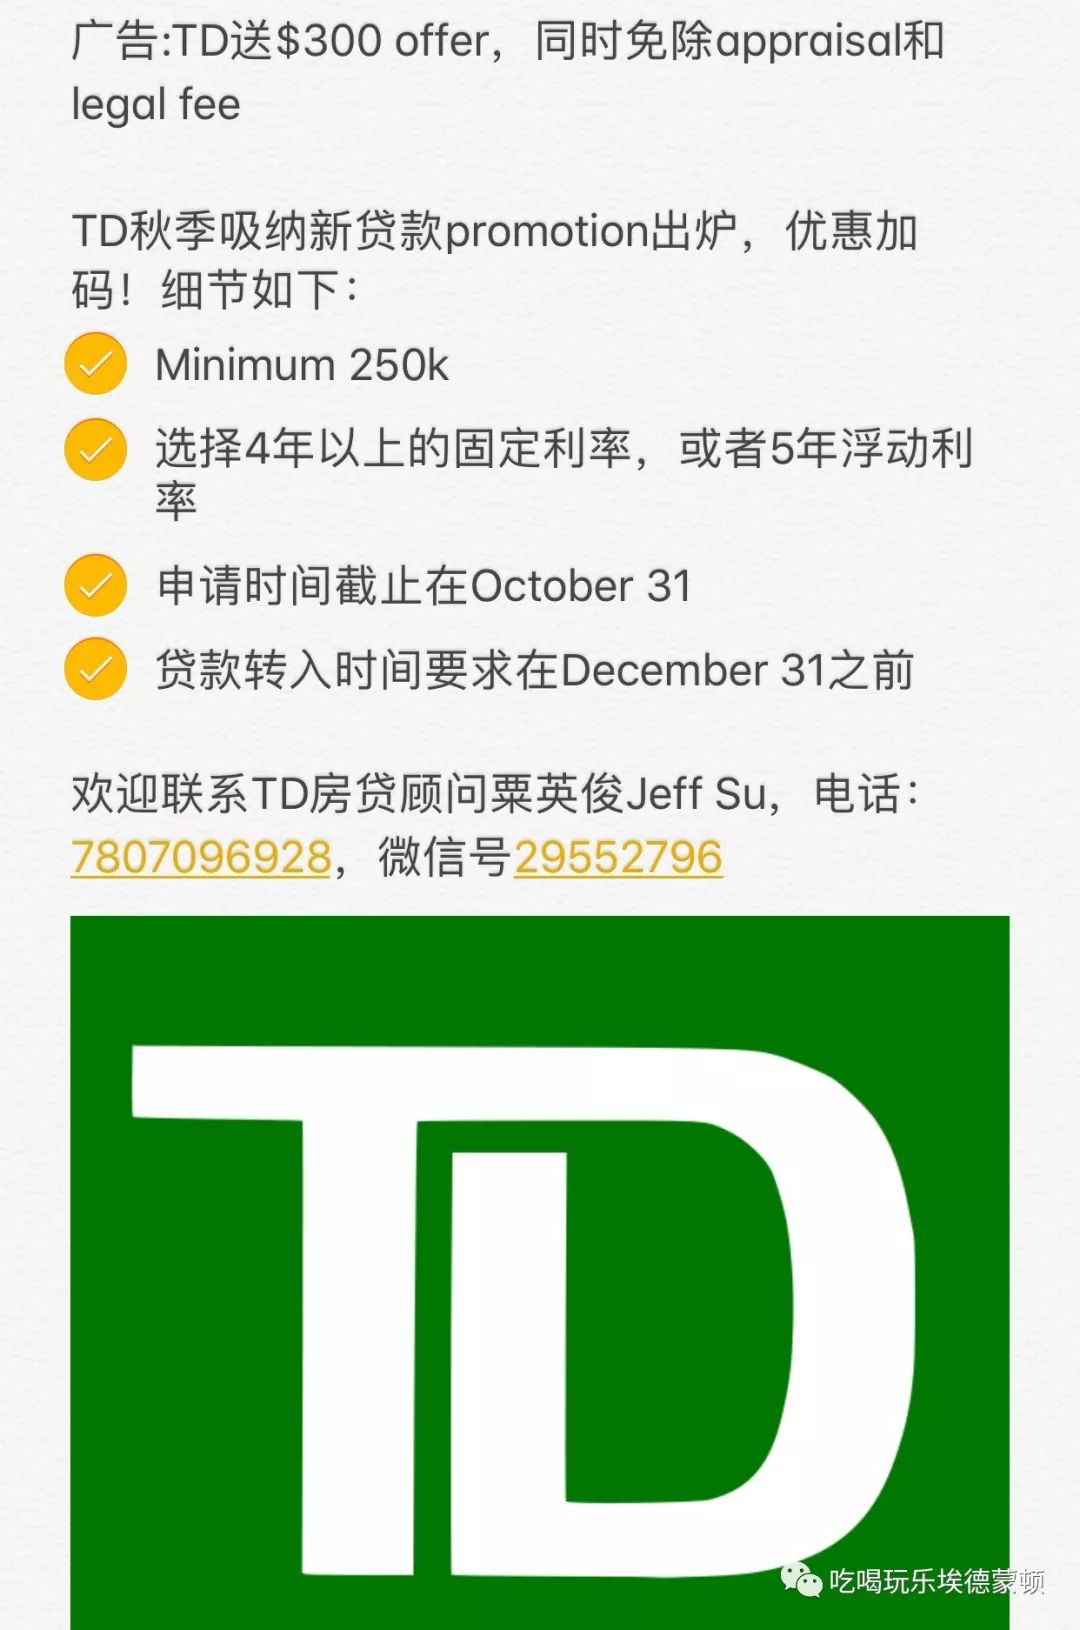 广告:TD送$300 offer，同时免除appraisal和
legal fee
TD秋季吸纳新贷款promotion出炉，优惠加
码！细节如下：
Minimum 250k
选择4年以上的固定利率，或者5年浮动利
率
申请时间截止在October 31
贷款转入时间要求在December 31之前
欢迎联系TD房贷顾问粟英俊Jeff Su，电话：
7807096928，微信号29552796
TD
吃喝玩乐埃德蒙顿